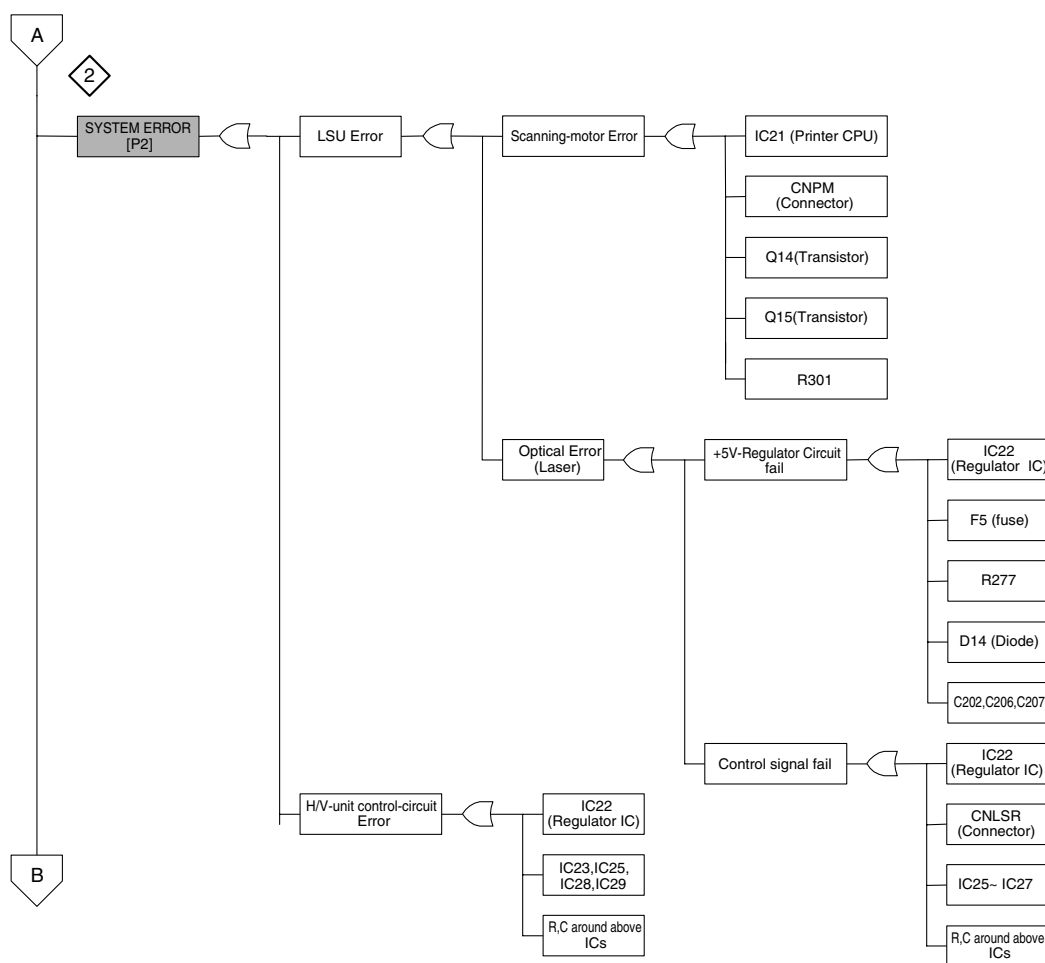 A
2
SYSTEM ERROR
[P2]
LSU Error
Scanning-motor Error
IC21 (Printer CPU)
CNPM
(Connector)
Q14(Transistor)
Q15(Transistor)
R301
Optical Error
(Laser)
+5V-Regulator Circuit
fail
IC22
(Regulator IC)
F5 (fuse)
R277
D14 (Diode)
C202,C206,C207
Control signal fail
IC22
(Regulator IC)
CNLSR
(Connector)
IC25~ IC27
R,C around above
ICs
H/V-unit control-circuit
Error
IC22
(Regulator IC)
IC23,IC25,
IC28,IC29
R,C around above
ICs
B